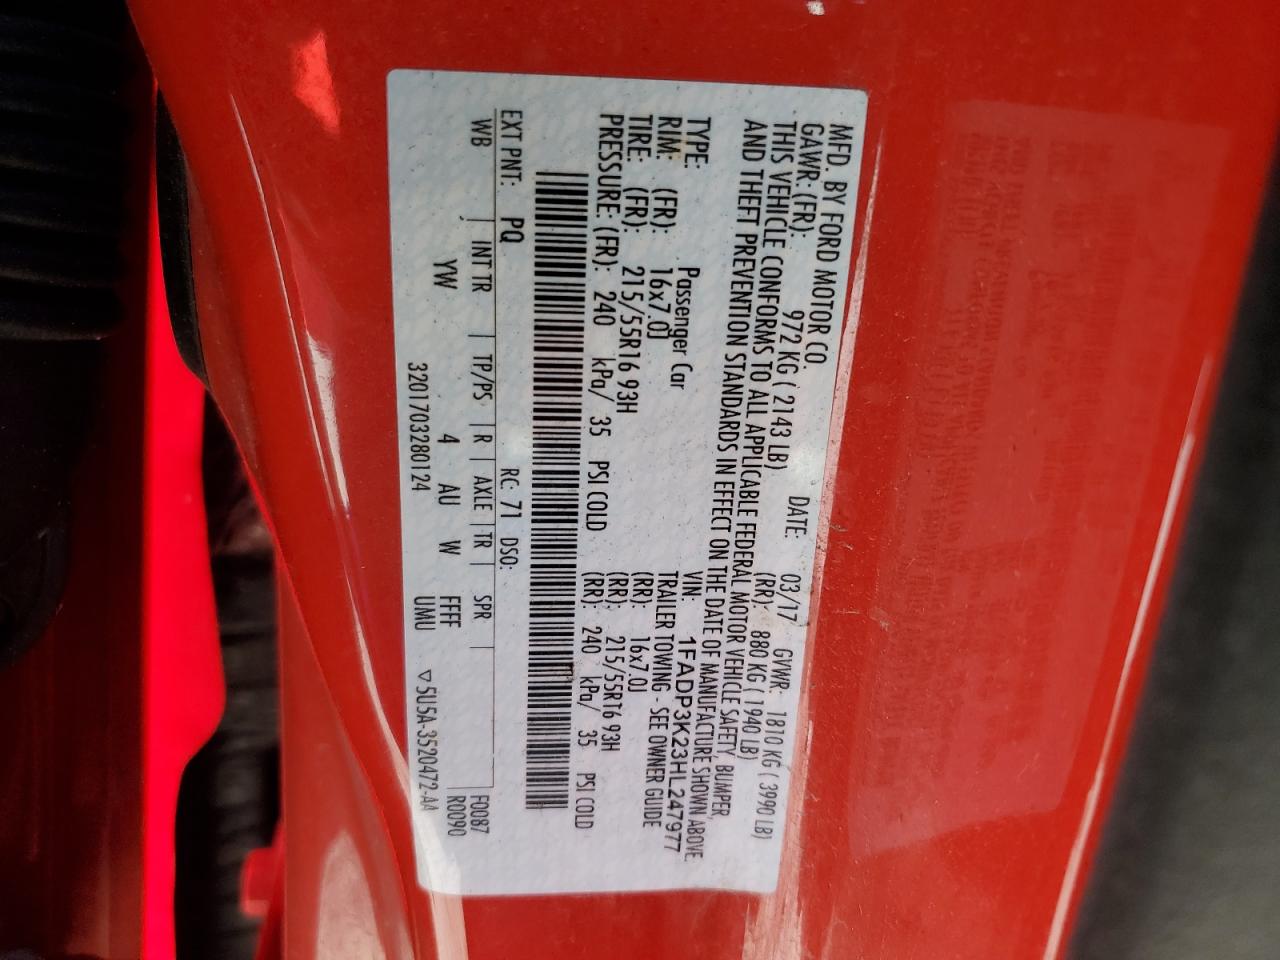 MFD. BY FORD MOTOR CO.
DATE: 03/17 GVWR: 1810 KG ( 3990 LB)
GAWR: (FR): 972 KG ( 2143 LB) (RR): 880 KG ( 1940 LB)
THIS VEHICLE CONFORMS TO ALL APPLICABLE FEDERAL MOTOR VEHICLE SAFETY, BUMPER,
AND THEFT PREVENTION STANDARDS IN EFFECT ON THE DATE OF MANUFACTURE SHOWN ABOVE.
VIN: 1FADP3K23HL247977
TYPE: Passenger Car TRAILER TOWING - SEE OWNER GUIDE
RIM: (FR): 16x7.0J (RR): 16x7.0J
TIRE: (FR): 215/55R16 93H (RR): 215/55R16 93H
PRESSURE: (FR): 240 kPa/ 35 PSI COLD (RR): 240 kPa/ 35 PSI COLD
EXT PNT: PQ RC: 71 DSO: F0087
WB INT TR TP/PS R AXLE TR SPR R0090
YW 4 AU W FFF
3201703280124 UMU ▽5U5A-3520472-AA